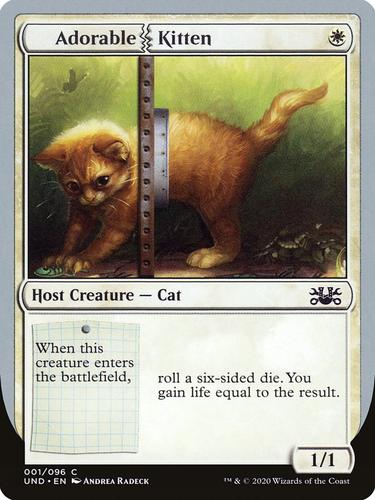 Adorable Kitten
Host Creature — Cat
When this
creature enters
the battlefield,
roll a six-sided die. You
gain life equal to the result.
1/1
001/096 C
UND • EN Andrea Radeck
™ & © 2020 Wizards of the Coast